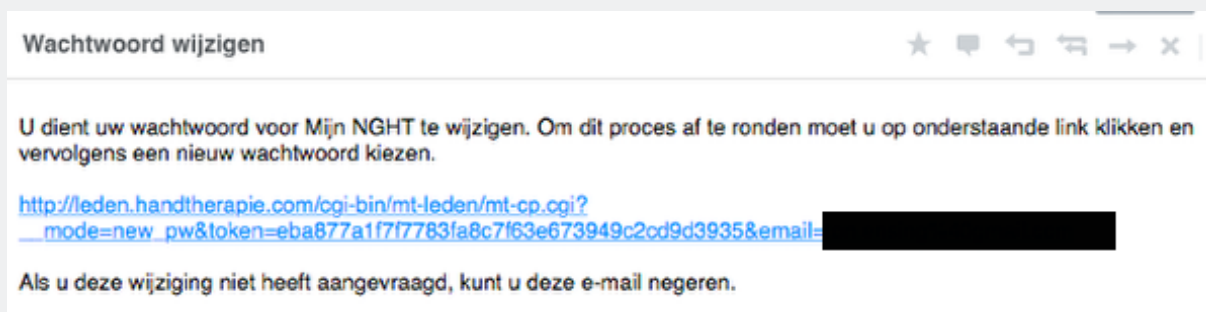 Wachtwoord wijzigen
U dient uw wachtwoord voor Mijn NGHT te wijzigen. Om dit proces af te ronden moet u op onderstaande link klikken en
vervolgens een nieuw wachtwoord kiezen.
http://leden.handtherapie.com/cgi-bin/mt-leden/mt-cp.cgi?
__mode=new_pw&token=eba877a1f7f7783fa8c7f63e673949c2cd9d3935&email=
Als u deze wijziging niet heeft aangevraagd, kunt u deze e-mail negeren.